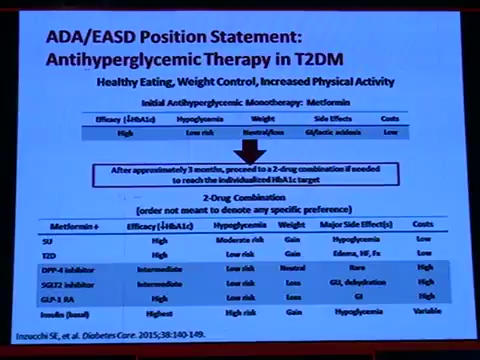 ADA/EASD Position Statement:
Antihyperglycemic Therapy in T2DM
Healthy Eating, Weight Control, Increased Physical Activity
Initial Antihyperglycemic Monotherapy: Metformin
Efficacy (↓HbA1c) Hypoglycemia Weight Side Effects Costs
High Low risk Neutral/loss GI/lactic acidosis Low
After approximately 3 months, proceed to a 2-drug combination if needed
to reach the individualized HbA1c target
2-Drug Combination
(order not meant to denote any specific preference)
Metformin + Efficacy (↓HbA1c) Hypoglycemia Weight Major Side Effect(s) Costs
SU High Moderate risk Gain Hypoglycemia Low
TZD High Low risk Gain Edema, HF, Fx Low
DPP-4 inhibitor Intermediate Low risk Neutral Rare High
SGLT2 inhibitor Intermediate Low risk Loss GU, dehydration High
GLP-1 RA High Low risk Loss GI High
Insulin (basal) Highest High risk Gain Hypoglycemia Variable
Inzucchi SE, et al. Diabetes Care. 2015;38:140-149.